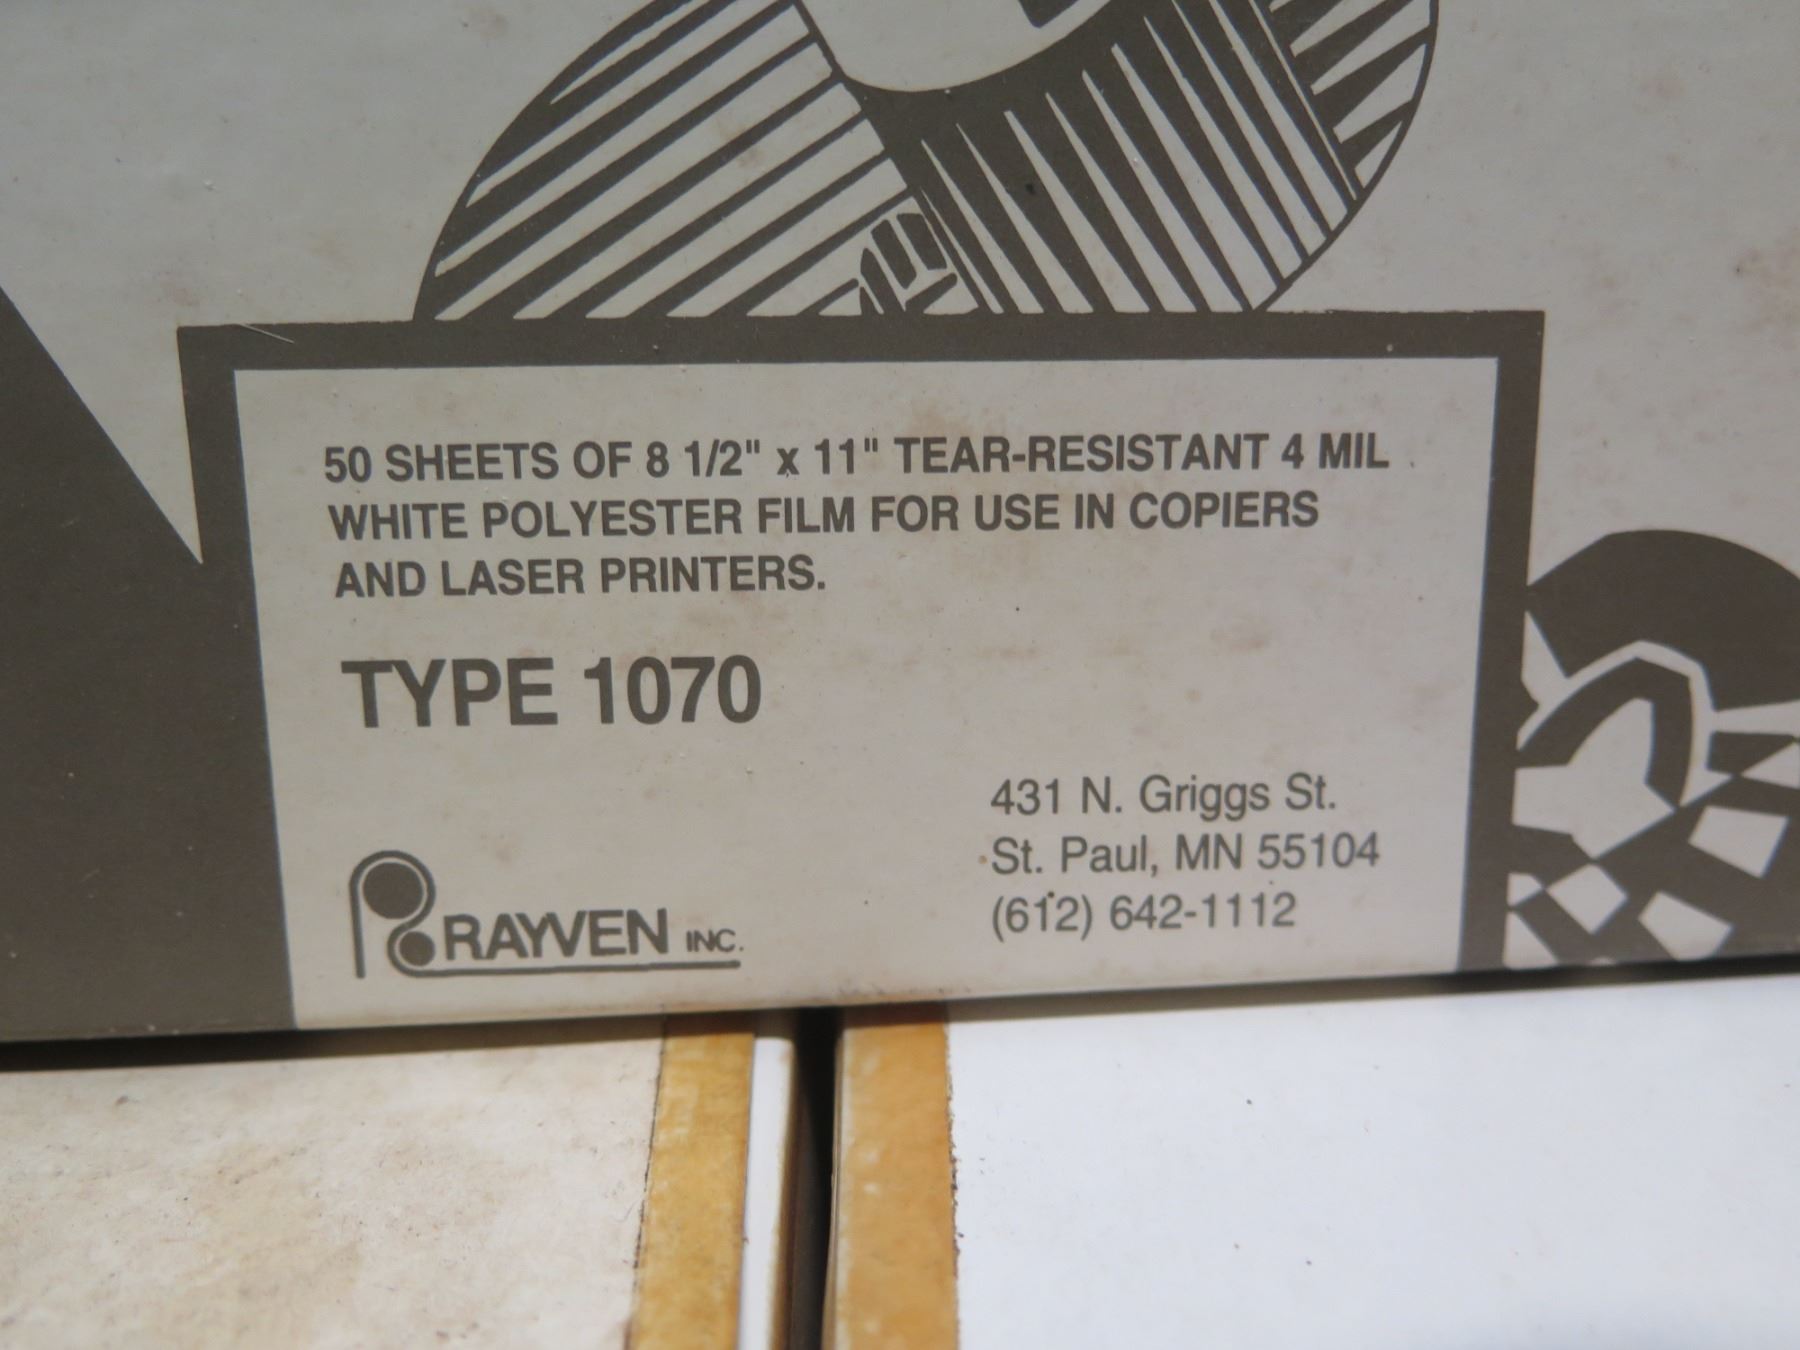 50 SHEETS OF 8 1/2" x 11" TEAR-RESISTANT 4 MIL
WHITE POLYESTER FILM FOR USE IN COPIERS
AND LASER PRINTERS.
TYPE 1070
RAYVEN INC.
431 N. Griggs St.
St. Paul, MN 55104
(612) 642-1112